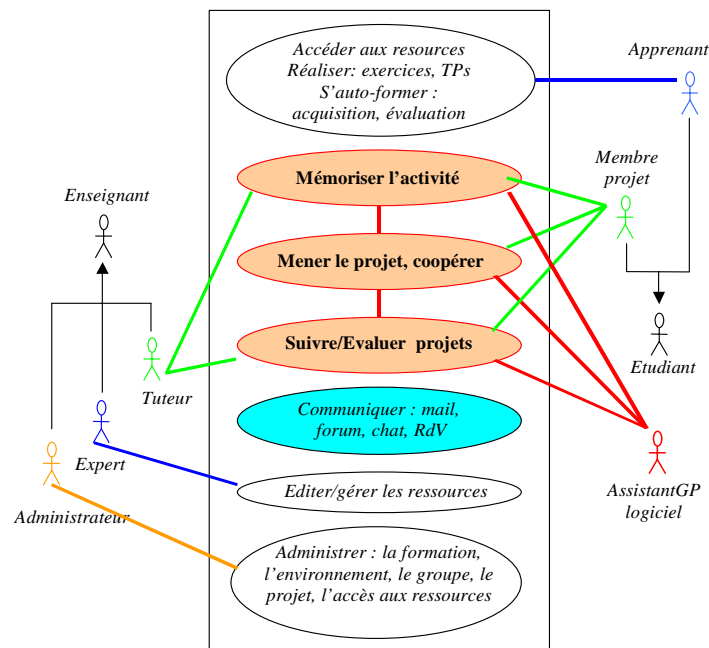 Accéder aux resources
Réaliser: exercices, TPs
S'auto-former :
acquisition, évaluation
Apprenant
Mémoriser l'activité
Membre
projet
Enseignant
Mener le projet, coopérer
Suivre/Evaluer projets
Etudiant
Tuteur
Communiquer : mail,
forum, chat, RdV
Expert
Editer/gérer les ressources
AssistantGP
logiciel
Administrateur
Administrer : la formation,
l'environnement, le groupe, le
projet, l'accès aux ressources